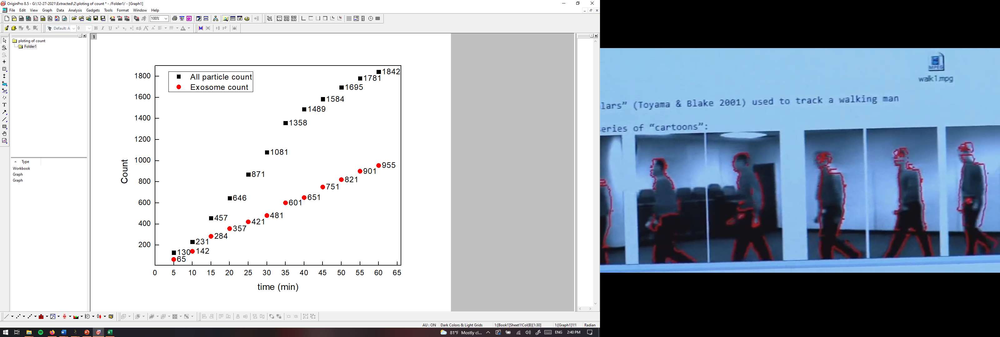 OriginPro 8.5 - G:\12-27-2021\Extracted\2\ploting of count * - /Folder1/ - [Graph1]
File Edit View Graph Data Analysis Gadgets Tools Format Window Help
100%
Default: A 0
ploting of count
Folder1
Type
Workbook
Graph
Graph
1
All particle count
Exosome count
Count
1800
1600
1400
1200
1000
800
600
400
200
1842
1781
1695
1584
1489
1358
1081
871
646
457
231
130
955
901
821
751
651
601
481
421
357
284
142
65
0 5 10 15 20 25 30 35 40 45 50 55 60 65
time (min)
AU : ON Dark Colors & Light Grids 1:[Book1]Sheet1!Col(B)[1:30] 1:[Graph1]1!1 Radian
81°F Mostly cl... ENG 2:40 PM
MPEG
walk1.mpg
lars” (Toyama & Blake 2001) used to track a walking man
eries of “cartoons”: